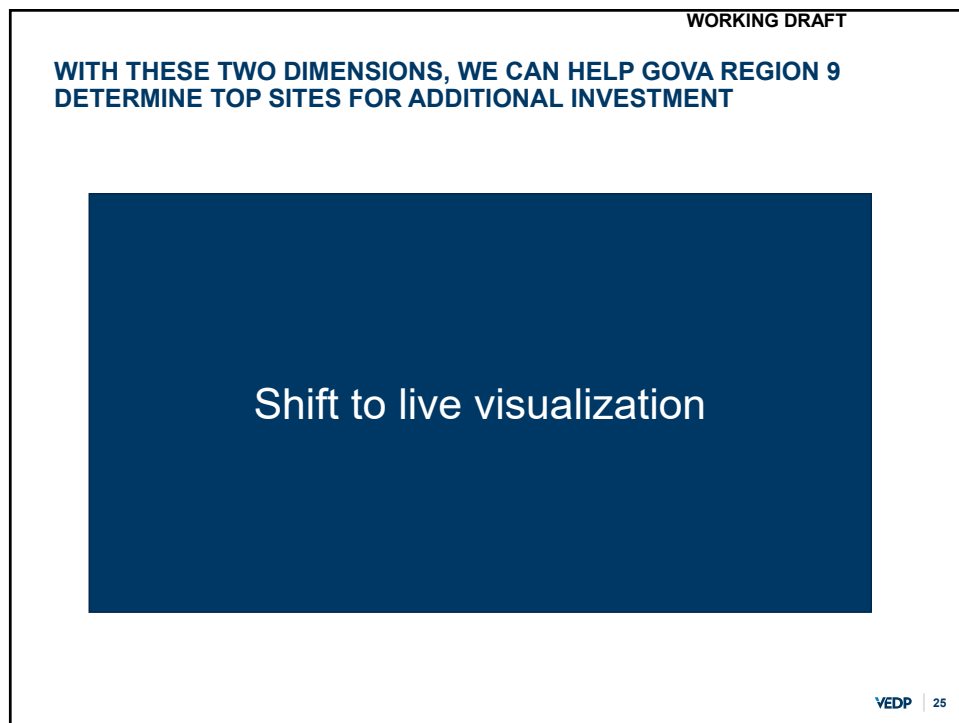 WORKING DRAFT
WITH THESE TWO DIMENSIONS, WE CAN HELP GOVA REGION 9
DETERMINE TOP SITES FOR ADDITIONAL INVESTMENT
Shift to live visualization
VEDP 25